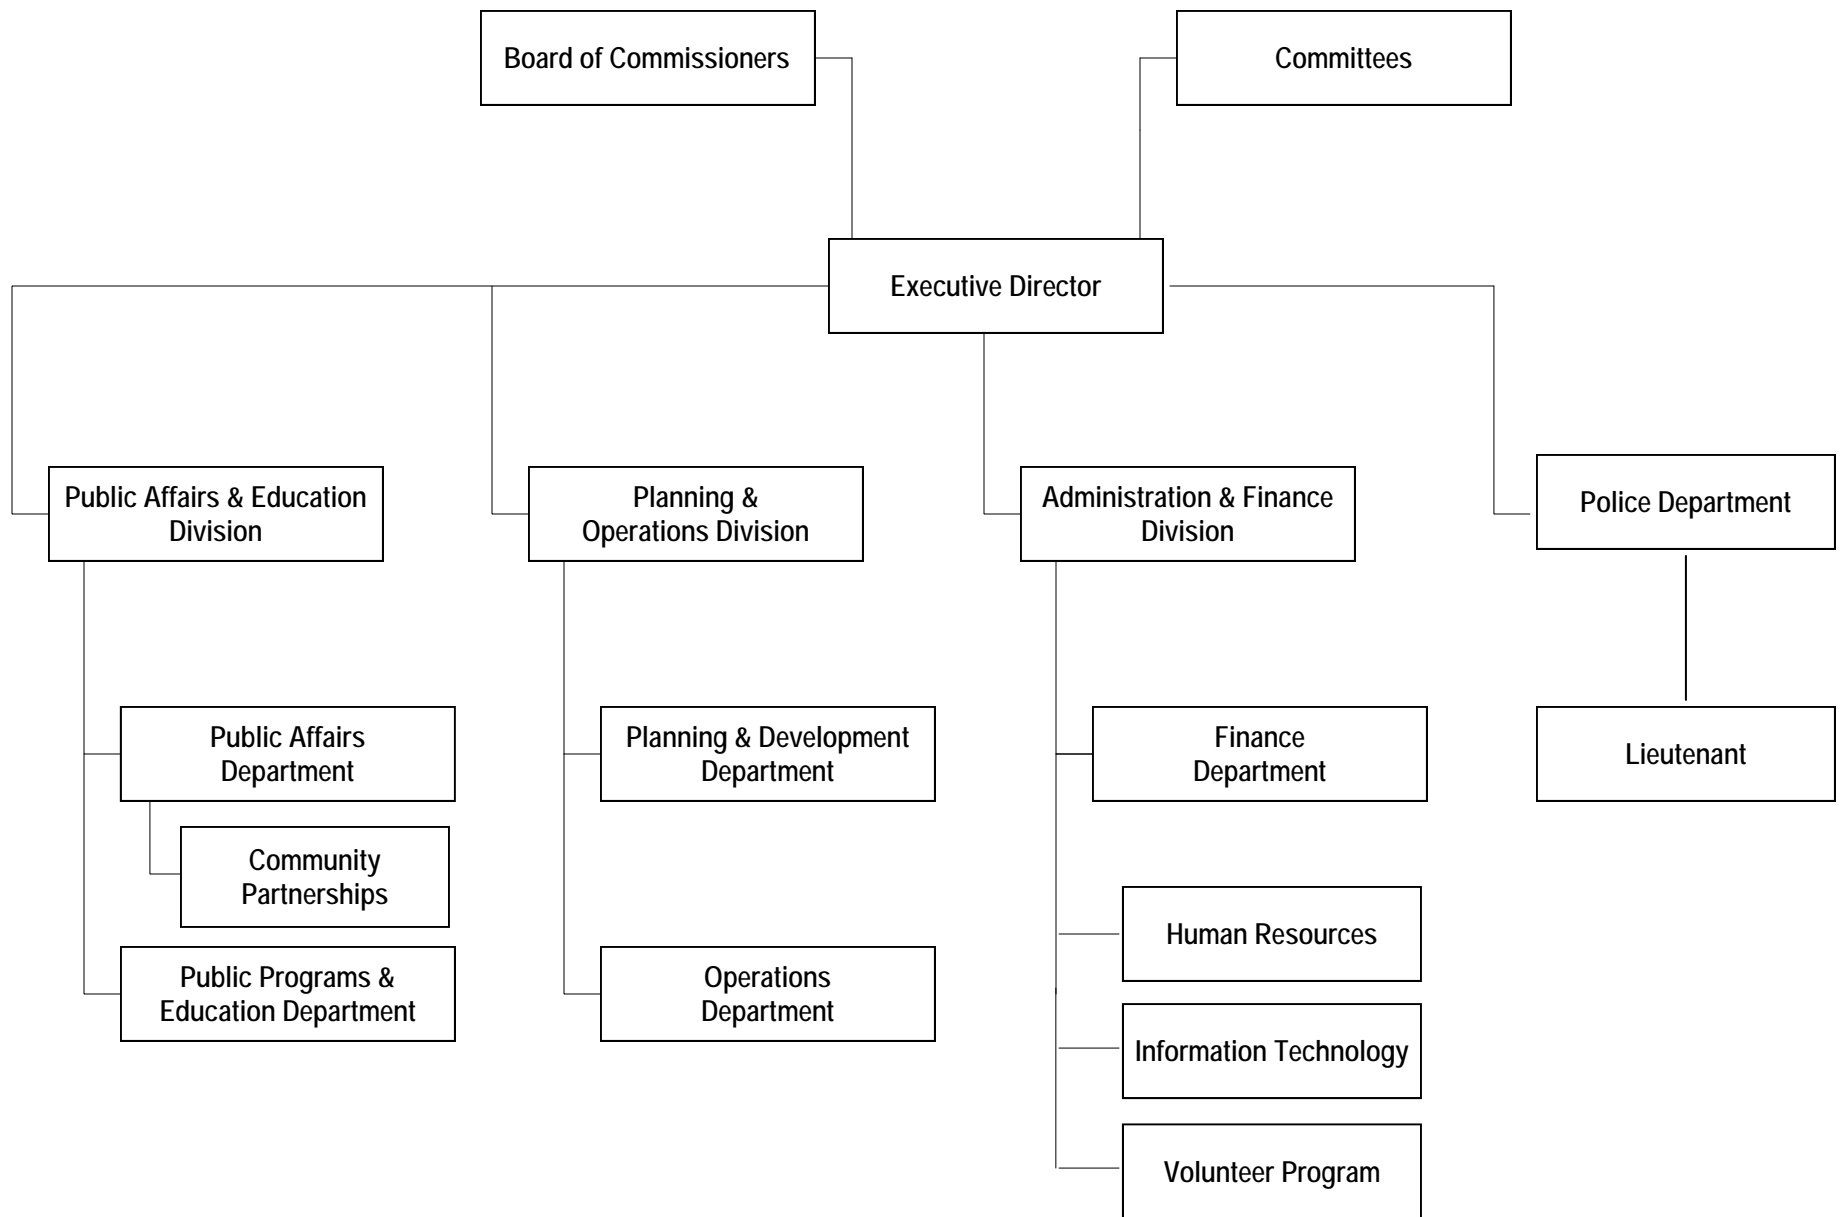 Board of Commissioners
Committees
Executive Director
Public Affairs & Education
Division
Planning &
Operations Division
Administration & Finance
Division
Police Department
Public Affairs
Department
Planning & Development
Department
Finance
Department
Lieutenant
Community
Partnerships
Human Resources
Public Programs &
Education Department
Operations
Department
Information Technology
Volunteer Program